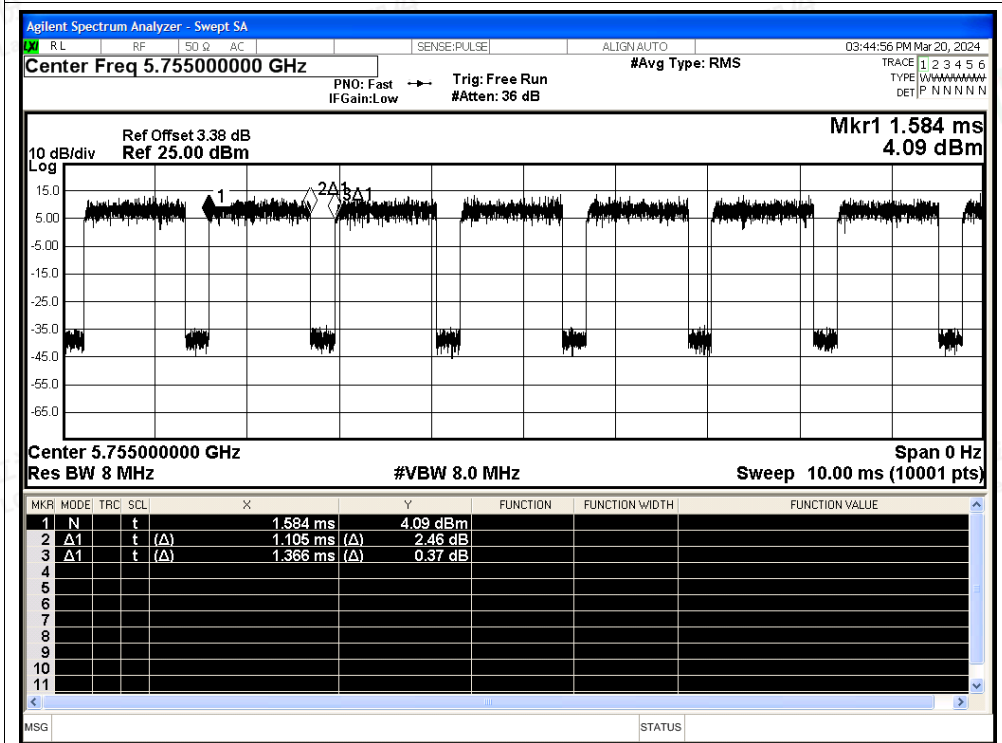 Agilent Spectrum Analyzer - Swept SA
LXI RL RF 50 Ω AC SENSE:PULSE ALIGN AUTO 03:44:56 PM Mar 20, 2024
Center Freq 5.755000000 GHz #Avg Type: RMS TRACE 1 2 3 4 5 6
PNO: Fast Trig: Free Run TYPE WWWWWW
IFGain:Low #Atten: 36 dB DET P N N N N N
Mkr1 1.584 ms
Ref Offset 3.38 dB
10 dB/div Ref 25.00 dBm 4.09 dBm
Log
15.0
1 2Δ1 3Δ1
5.00
-5.00
-15.0
-25.0
-35.0
-45.0
-55.0
-65.0
Center 5.755000000 GHz Span 0 Hz
Res BW 8 MHz #VBW 8.0 MHz Sweep 10.00 ms (10001 pts)
MKR MODE TRC SCL X Y FUNCTION FUNCTION WIDTH FUNCTION VALUE
1 N t 1.584 ms 4.09 dBm
2 Δ1 t (Δ) 1.105 ms (Δ) 2.46 dB
3 Δ1 t (Δ) 1.366 ms (Δ) 0.37 dB
4
5
6
7
8
9
10
11
MSG STATUS